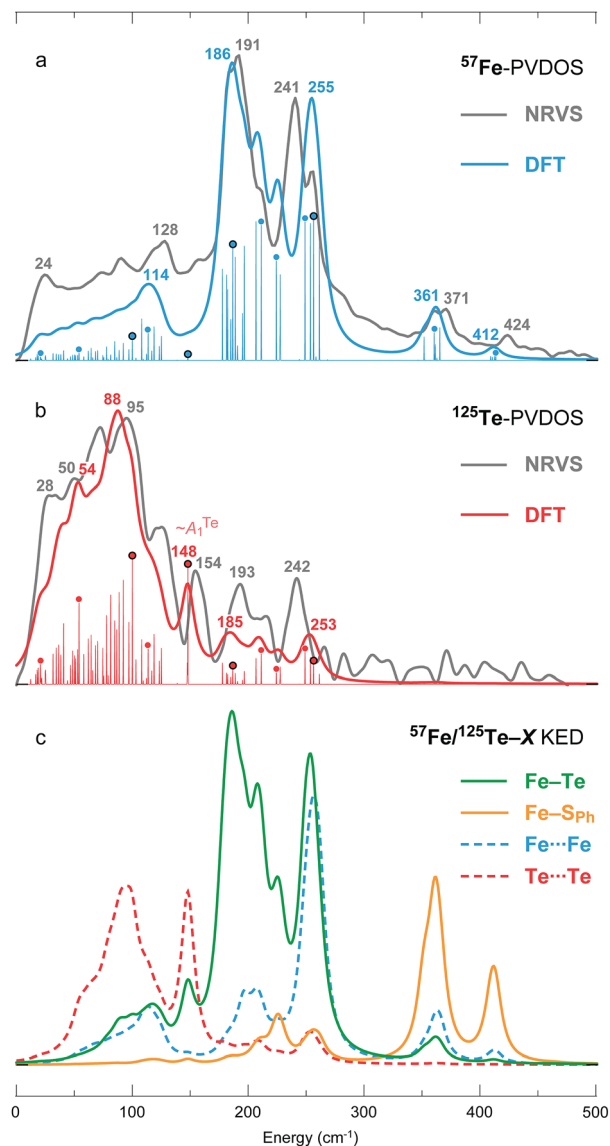 a
⁵⁷Fe-PVDOS
NRVS
DFT
186
191
241
255
24
128
114
361
371
412
424
b
¹²⁵Te-PVDOS
NRVS
DFT
28
50
54
88
95
~A₁ᵀᵉ
148
154
193
242
185
253
c
⁵⁷Fe/¹²⁵Te–X KED
Fe–Te
Fe–SPh
Fe···Fe
Te···Te
0
100
200
300
400
500
Energy (cm⁻¹)